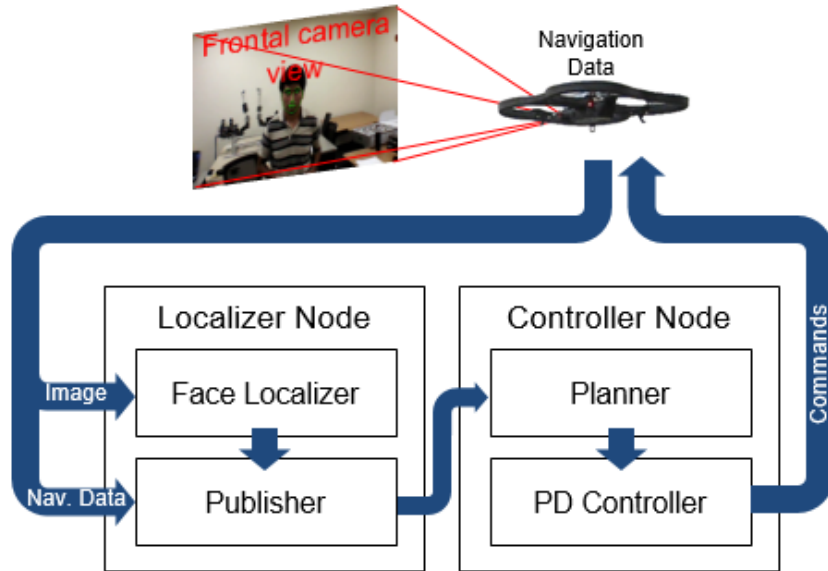 Frontal camera
view
Navigation
Data
Localizer Node
Controller Node
Image
Face Localizer
Planner
Nav. Data
Publisher
PD Controller
Commands